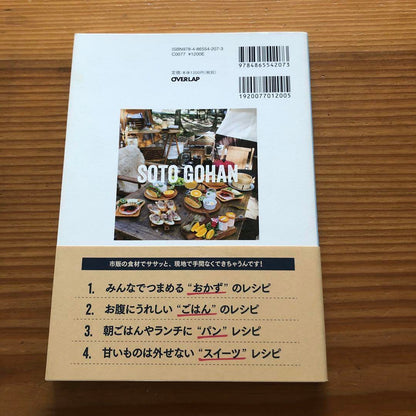 ISBN978-4-86554-207-3
C0077 ¥1200E
定価:本体1200円(税別)
OVERLAP
9784865542073
1920077012005
SOTO GOHAN
市販の食材でササッと、現地で手間なくできちゃうんです!
1. みんなでつまめる “おかず” のレシピ
2. お腹にうれしい “ごはん” のレシピ
3. 朝ごはんやランチに “パン” レシピ
4. 甘いものは外せない “スイーツ” レシピ